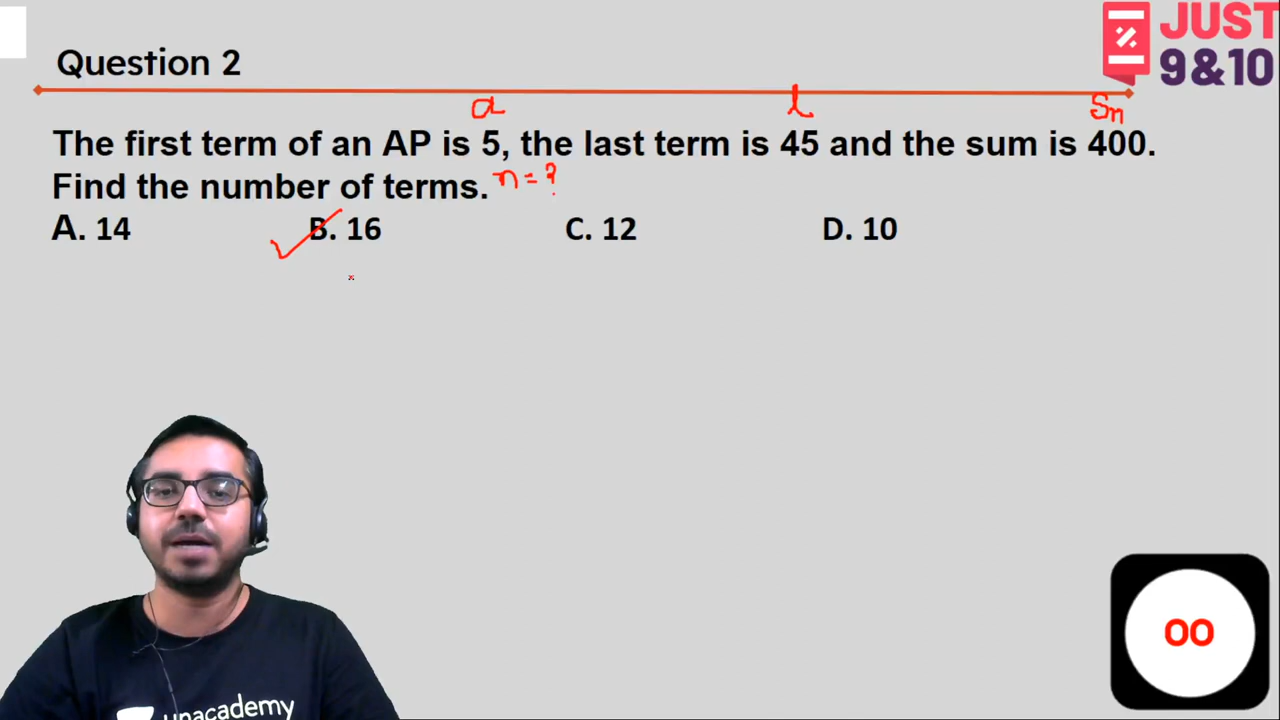 JUST
9&10
Question 2
a l Sn
The first term of an AP is 5, the last term is 45 and the sum is 400.
Find the number of terms. n = ?
A. 14 B. 16 C. 12 D. 10
unacademy
00